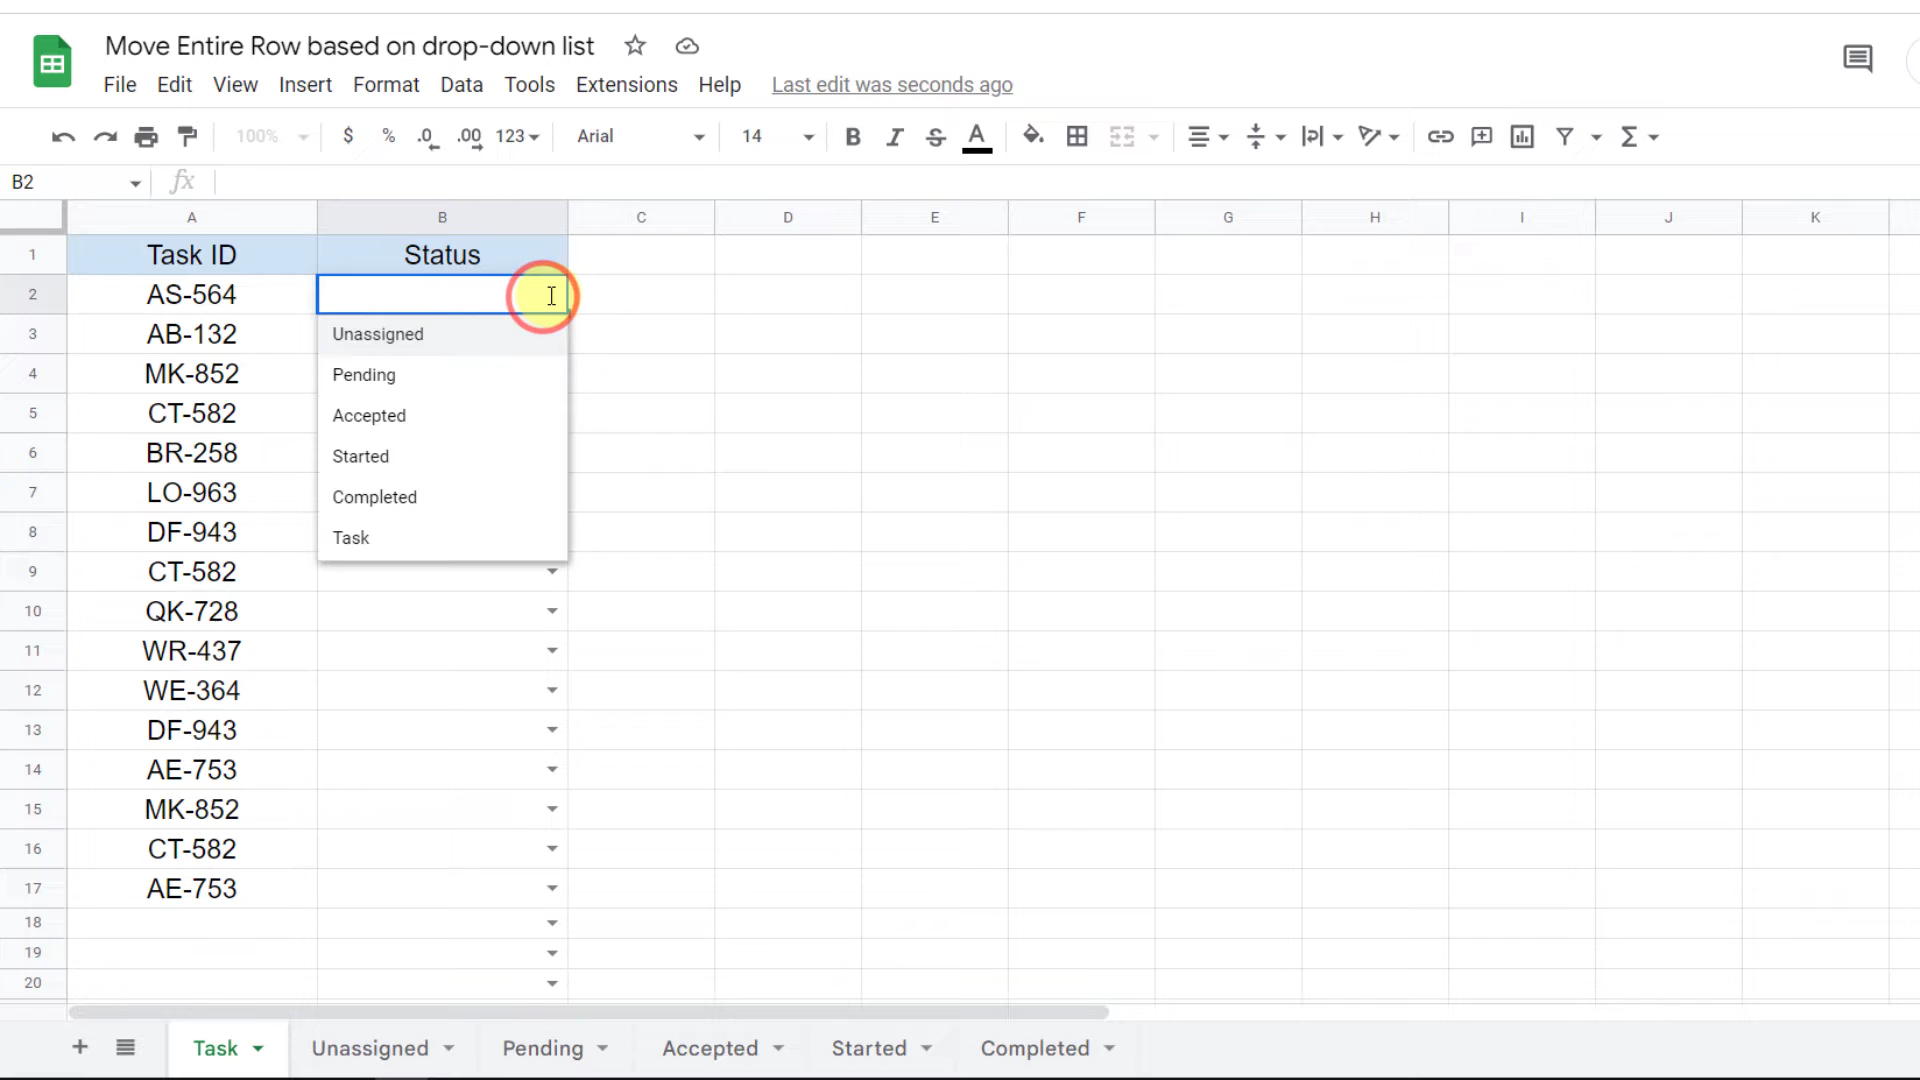 Move Entire Row based on drop-down list
File Edit View Insert Format Data Tools Extensions Help Last edit was seconds ago
100% $ % .0 .00 123 Arial 14 B I S A Σ
B2 fx
A B C D E F G H I J K
1 Task ID Status
2 AS-564
3 AB-132 Unassigned
4 MK-852 Pending
5 CT-582 Accepted
6 BR-258 Started
7 LO-963 Completed
8 DF-943 Task
9 CT-582
10 QK-728
11 WR-437
12 WE-364
13 DF-943
14 AE-753
15 MK-852
16 CT-582
17 AE-753
18
19
20
+ Task Unassigned Pending Accepted Started Completed